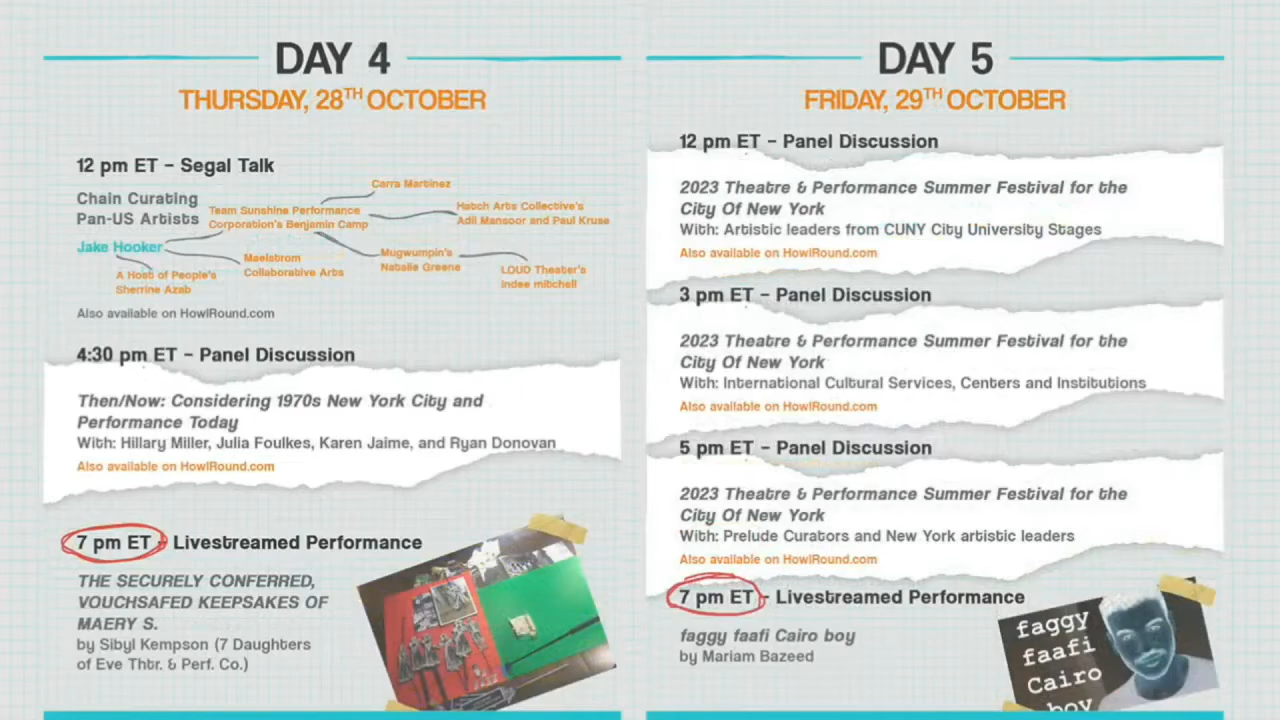 DAY 4
THURSDAY, 28TH OCTOBER
12 pm ET – Segal Talk
Chain Curating
Pan-US Artists
Carra Martinez
Team Sunshine Performance
Corporation's Benjamin Camp
Hatch Arts Collective's
Adil Mansoor and Paul Kruse
Jake Hooker
Maelstrom
Collaborative Arts
Mugwumpin's
Natalie Greene
A Host of People's
Sherrine Azab
LOUD Theater's
indee mitchell
Also available on HowlRound.com
4:30 pm ET – Panel Discussion
Then/Now: Considering 1970s New York City and
Performance Today
With: Hillary Miller, Julia Foulkes, Karen Jaime, and Ryan Donovan
Also available on HowlRound.com
7 pm ET – Livestreamed Performance
THE SECURELY CONFERRED,
VOUCHSAFED KEEPSAKES OF
MAERY S.
by Sibyl Kempson (7 Daughters
of Eve Thtr. & Perf. Co.)
DAY 5
FRIDAY, 29TH OCTOBER
12 pm ET – Panel Discussion
2023 Theatre & Performance Summer Festival for the
City Of New York
With: Artistic leaders from CUNY City University Stages
Also available on HowlRound.com
3 pm ET – Panel Discussion
2023 Theatre & Performance Summer Festival for the
City Of New York
With: International Cultural Services, Centers and Institutions
Also available on HowlRound.com
5 pm ET – Panel Discussion
2023 Theatre & Performance Summer Festival for the
City Of New York
With: Prelude Curators and New York artistic leaders
Also available on HowlRound.com
7 pm ET – Livestreamed Performance
faggy faafi Cairo boy
by Mariam Bazeed
faggy
faafi
Cairo
boy